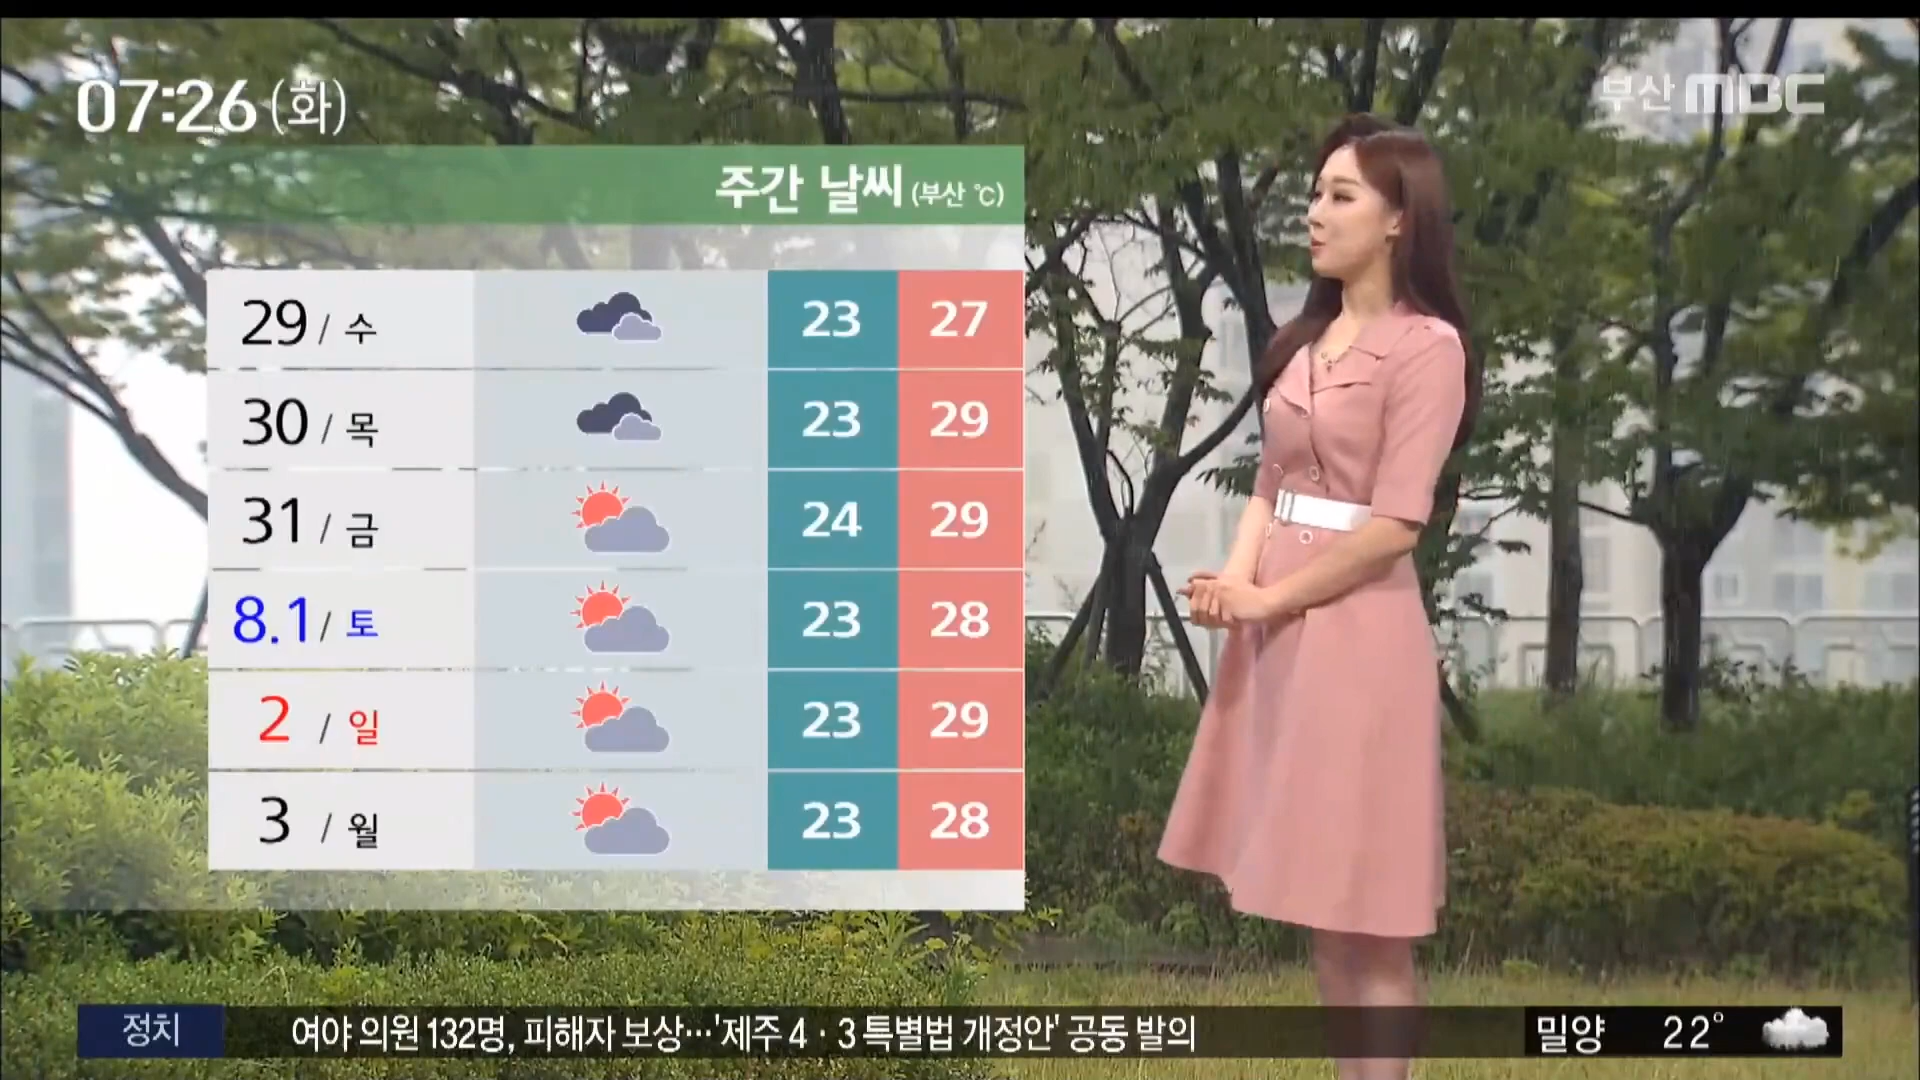 07:26 (화)
부산 MBC
주간 날씨 (부산 ℃)
29 / 수 23 27
30 / 목 23 29
31 / 금 24 29
8.1 / 토 23 28
2 / 일 23 29
3 / 월 23 28
정치 여야 의원 132명, 피해자 보상…'제주 4·3 특별법 개정안' 공동 발의 밀양 22°